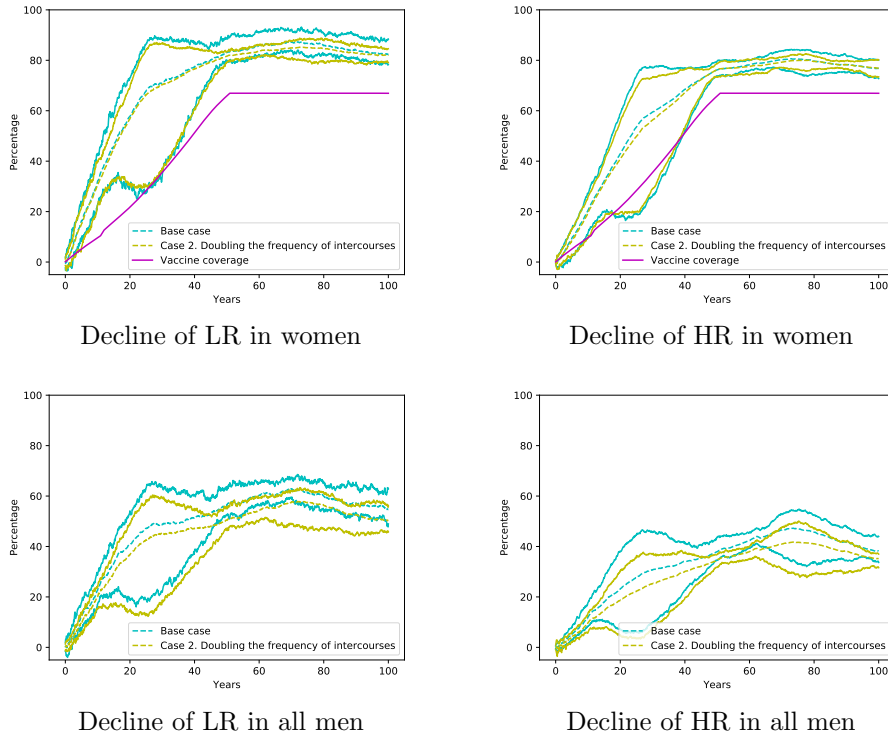 100
80
60
40
20
0
Percentage
0 20 40 60 80 100
Years
Base case
Case 2. Doubling the frequency of intercourses
Vaccine coverage
Decline of LR in women
100
80
60
40
20
0
Percentage
0 20 40 60 80 100
Years
Base case
Case 2. Doubling the frequency of intercourses
Vaccine coverage
Decline of HR in women
100
80
60
40
20
0
Percentage
0 20 40 60 80 100
Years
Base case
Case 2. Doubling the frequency of intercourses
Decline of LR in all men
100
80
60
40
20
0
Percentage
0 20 40 60 80 100
Years
Base case
Case 2. Doubling the frequency of intercourses
Decline of HR in all men